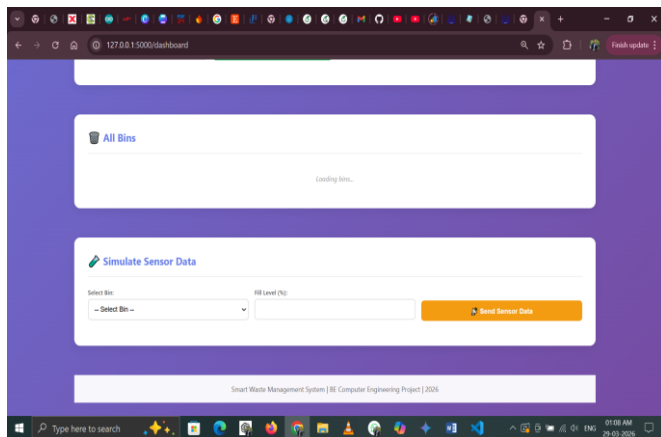 127.0.0.1:5000/dashboard
Finish update
All Bins
Loading bins...
Simulate Sensor Data
Select Bin:
Fill Level (%):
-- Select Bin --
Send Sensor Data
Smart Waste Management System | BE Computer Engineering Project | 2026
Type here to search
ENG
01:08 AM
29-03-2026